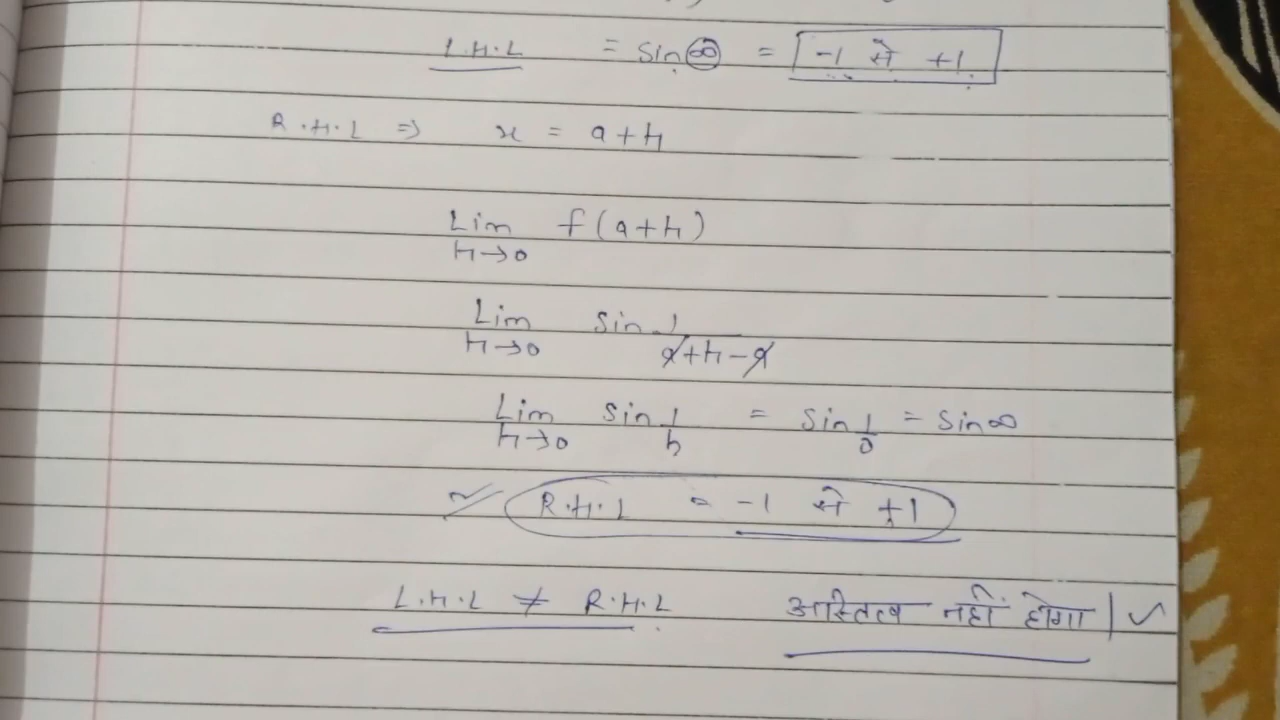 L.H.L = sin ∞ = -1 से +1
R.H.L ⇒ x = a+h
Lim f(a+h)
h→0
Lim sin 1
h→0 a+h-a
Lim sin 1 = sin 1 = sin ∞
h→0 h 0
R.H.L = -1 से +1
L.H.L ≠ R.H.L अस्तित्व नहीं होगा |